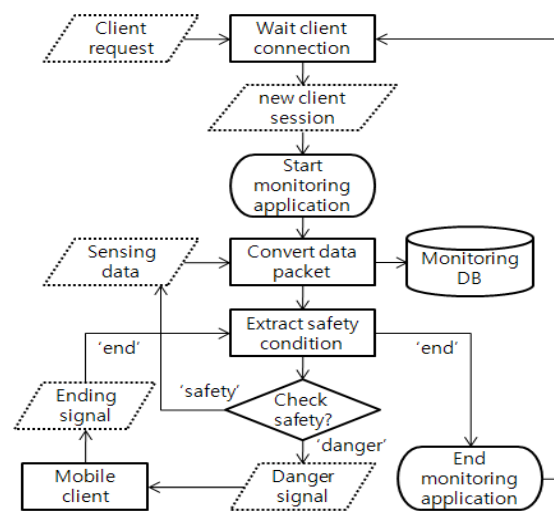 Client
request
Wait client
connection
new client
session
Start
monitoring
application
Sensing
data
Convert data
packet
Monitoring
DB
Extract safety
condition
'end'
'end'
'safety'
Ending
signal
Check
safety?
'danger'
Mobile
client
Danger
signal
End
monitoring
application